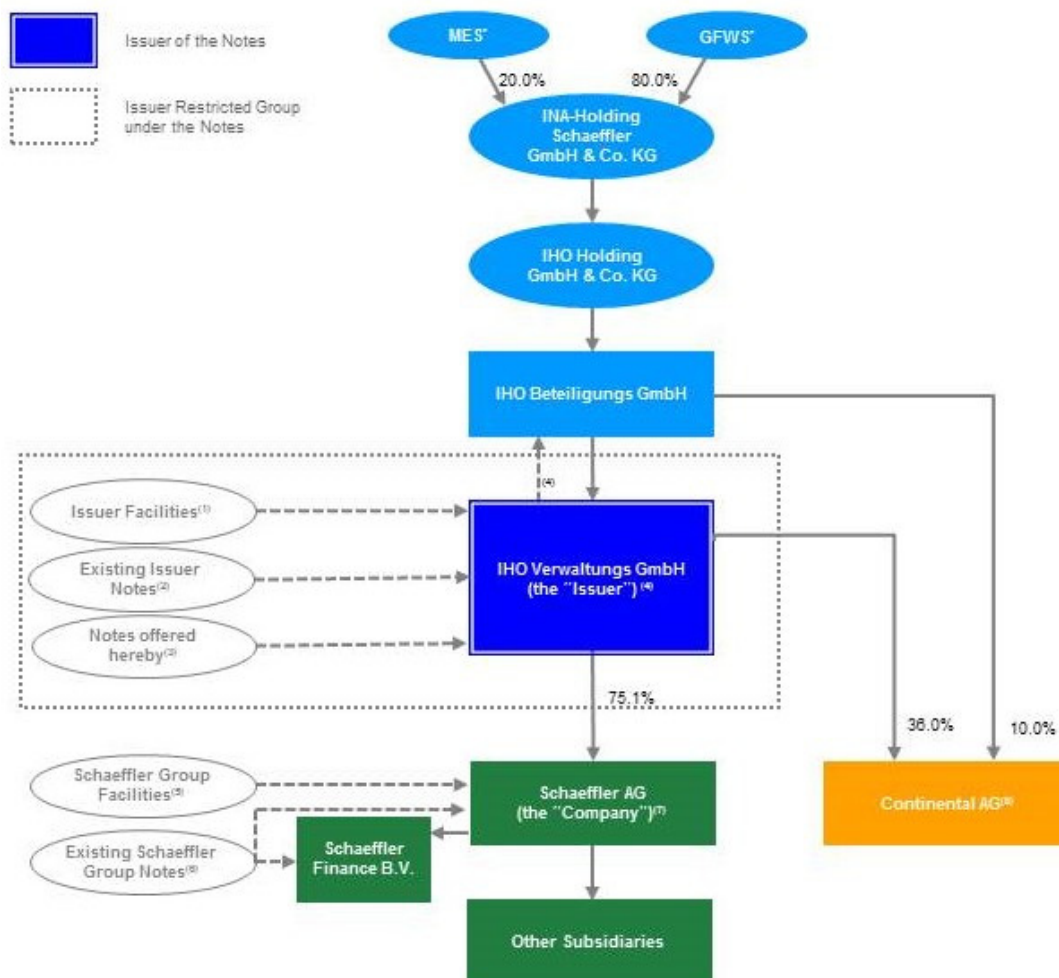 Issuer of the Notes
Issuer Restricted Group
under the Notes
MES*
GFWS*
20.0%
80.0%
INA-Holding
Schaeffler
GmbH & Co. KG
IHO Holding
GmbH & Co. KG
IHO Beteiligungs GmbH
(4)
Issuer Facilities(1)
Existing Issuer
Notes(2)
Notes offered
hereby(3)
IHO Verwaltungs GmbH
(the "Issuer") (4)
75.1%
36.0%
10.0%
Schaeffler Group
Facilities(5)
Existing Schaeffler
Group Notes(6)
Schaeffler
Finance B.V.
Schaeffler AG
(the "Company")(7)
Continental AG(8)
Other Subsidiaries